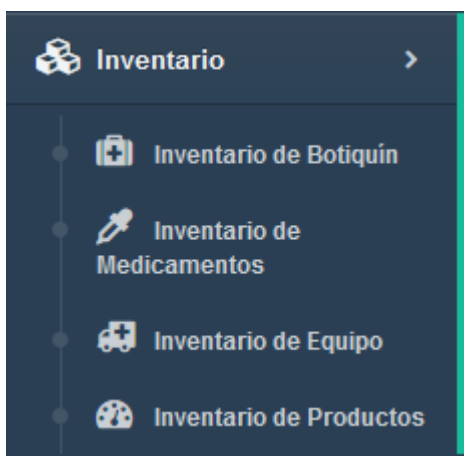 Inventario
Inventario de Botiquín
Inventario de
Medicamentos
Inventario de Equipo
Inventario de Productos